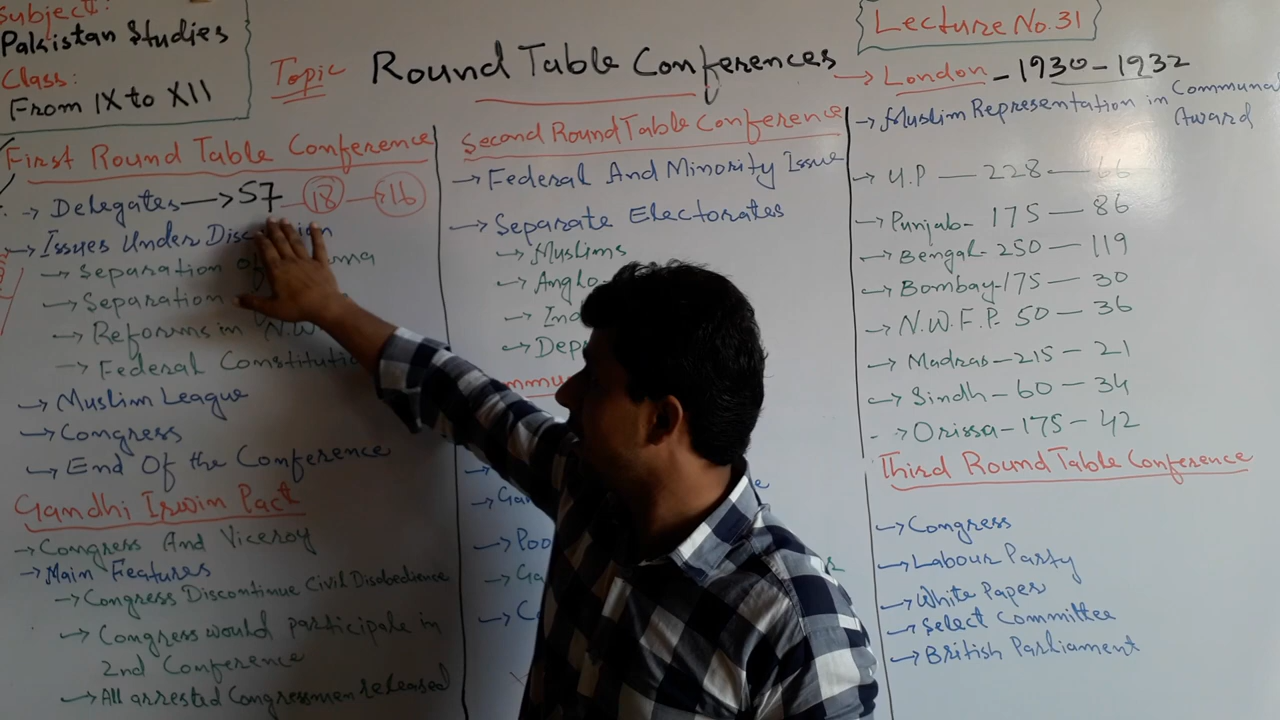 Subject:
Pakistan Studies
Class:
From IX to XII
Topic Round Table Conferences
Lecture No.31
→ London - 1930 - 1932
First Round Table Conference
→ Delegates → 57 - 18 - 16
→ Issues Under
→ Separation of
→ Separation
→ Reforms in N.W
→ Federal Constitutio
→ Muslim League
→ Congress
→ End Of the Conference
Gandhi Irwin Pact
→ Congress And Viceroy
→ Main Features
→ Congress Discontinue Civil Disobedience
→ Congress would participate in
2nd Conference
→ All arrested Congressmen released
Second Round Table Conference
→ Federal And Minority Issue
→ Separate Electorates
→ Muslims
→ Anglo
→ Ind
→ Dep
→ Poo
→ Muslim Representation in Communal
Award
→ U.P — 228 — 66
→ Punjab - 175 — 86
→ Bengal - 250 — 119
→ Bombay - 175 — 30
→ N.W.F.P. 50 — 36
→ Madras - 215 - 21
→ Sindh - 60 - 34
→ Orissa - 175 - 42
Third Round Table Conference
→ Congress
→ Labour Party
→ White Paper
→ Select Committee
→ British Parliament